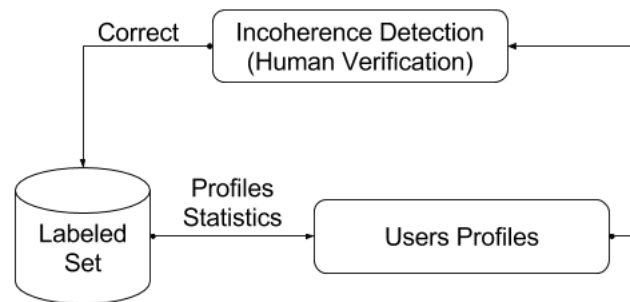 Correct
Incoherence Detection
(Human Verification)
Profiles
Statistics
Labeled
Set
Users Profiles